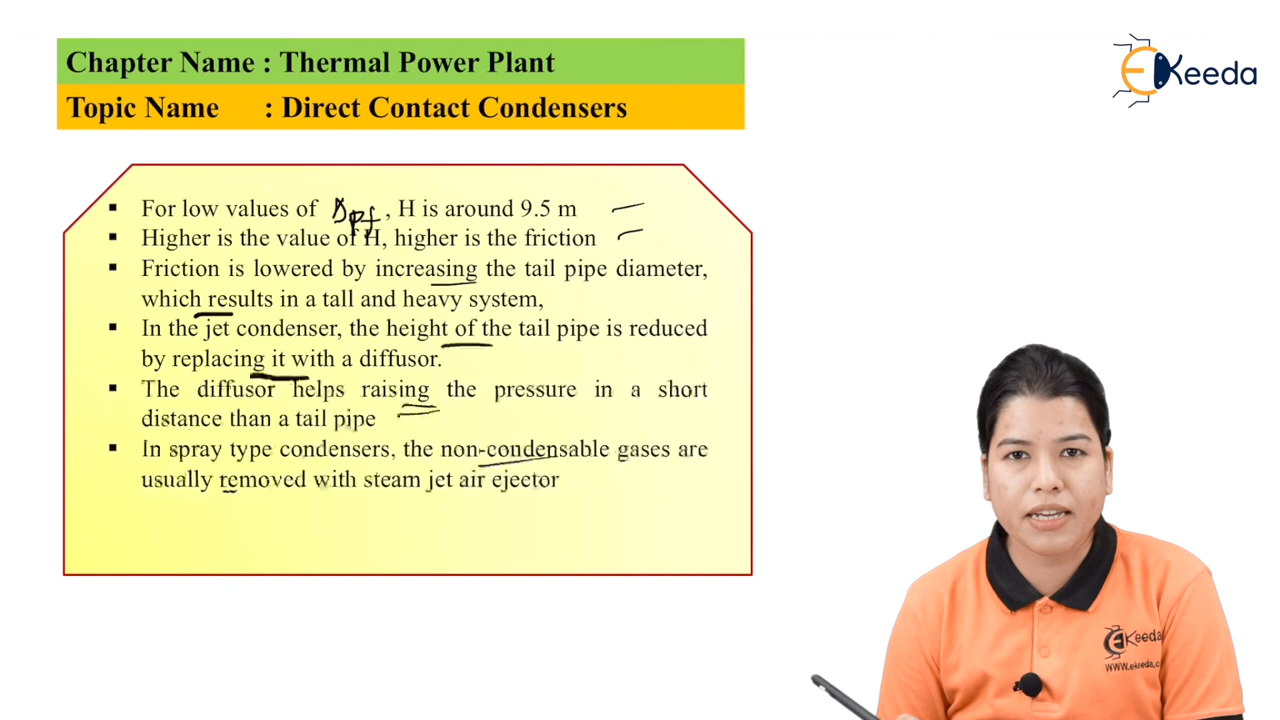 Chapter Name : Thermal Power Plant
Topic Name : Direct Contact Condensers
EKeeda
▪ For low values of Δpf , H is around 9.5 m
▪ Higher is the value of H, higher is the friction
▪ Friction is lowered by increasing the tail pipe diameter,
which results in a tall and heavy system,
▪ In the jet condenser, the height of the tail pipe is reduced
by replacing it with a diffusor.
▪ The diffusor helps raising the pressure in a short
distance than a tail pipe
▪ In spray type condensers, the non-condensable gases are
usually removed with steam jet air ejector
EKeeda